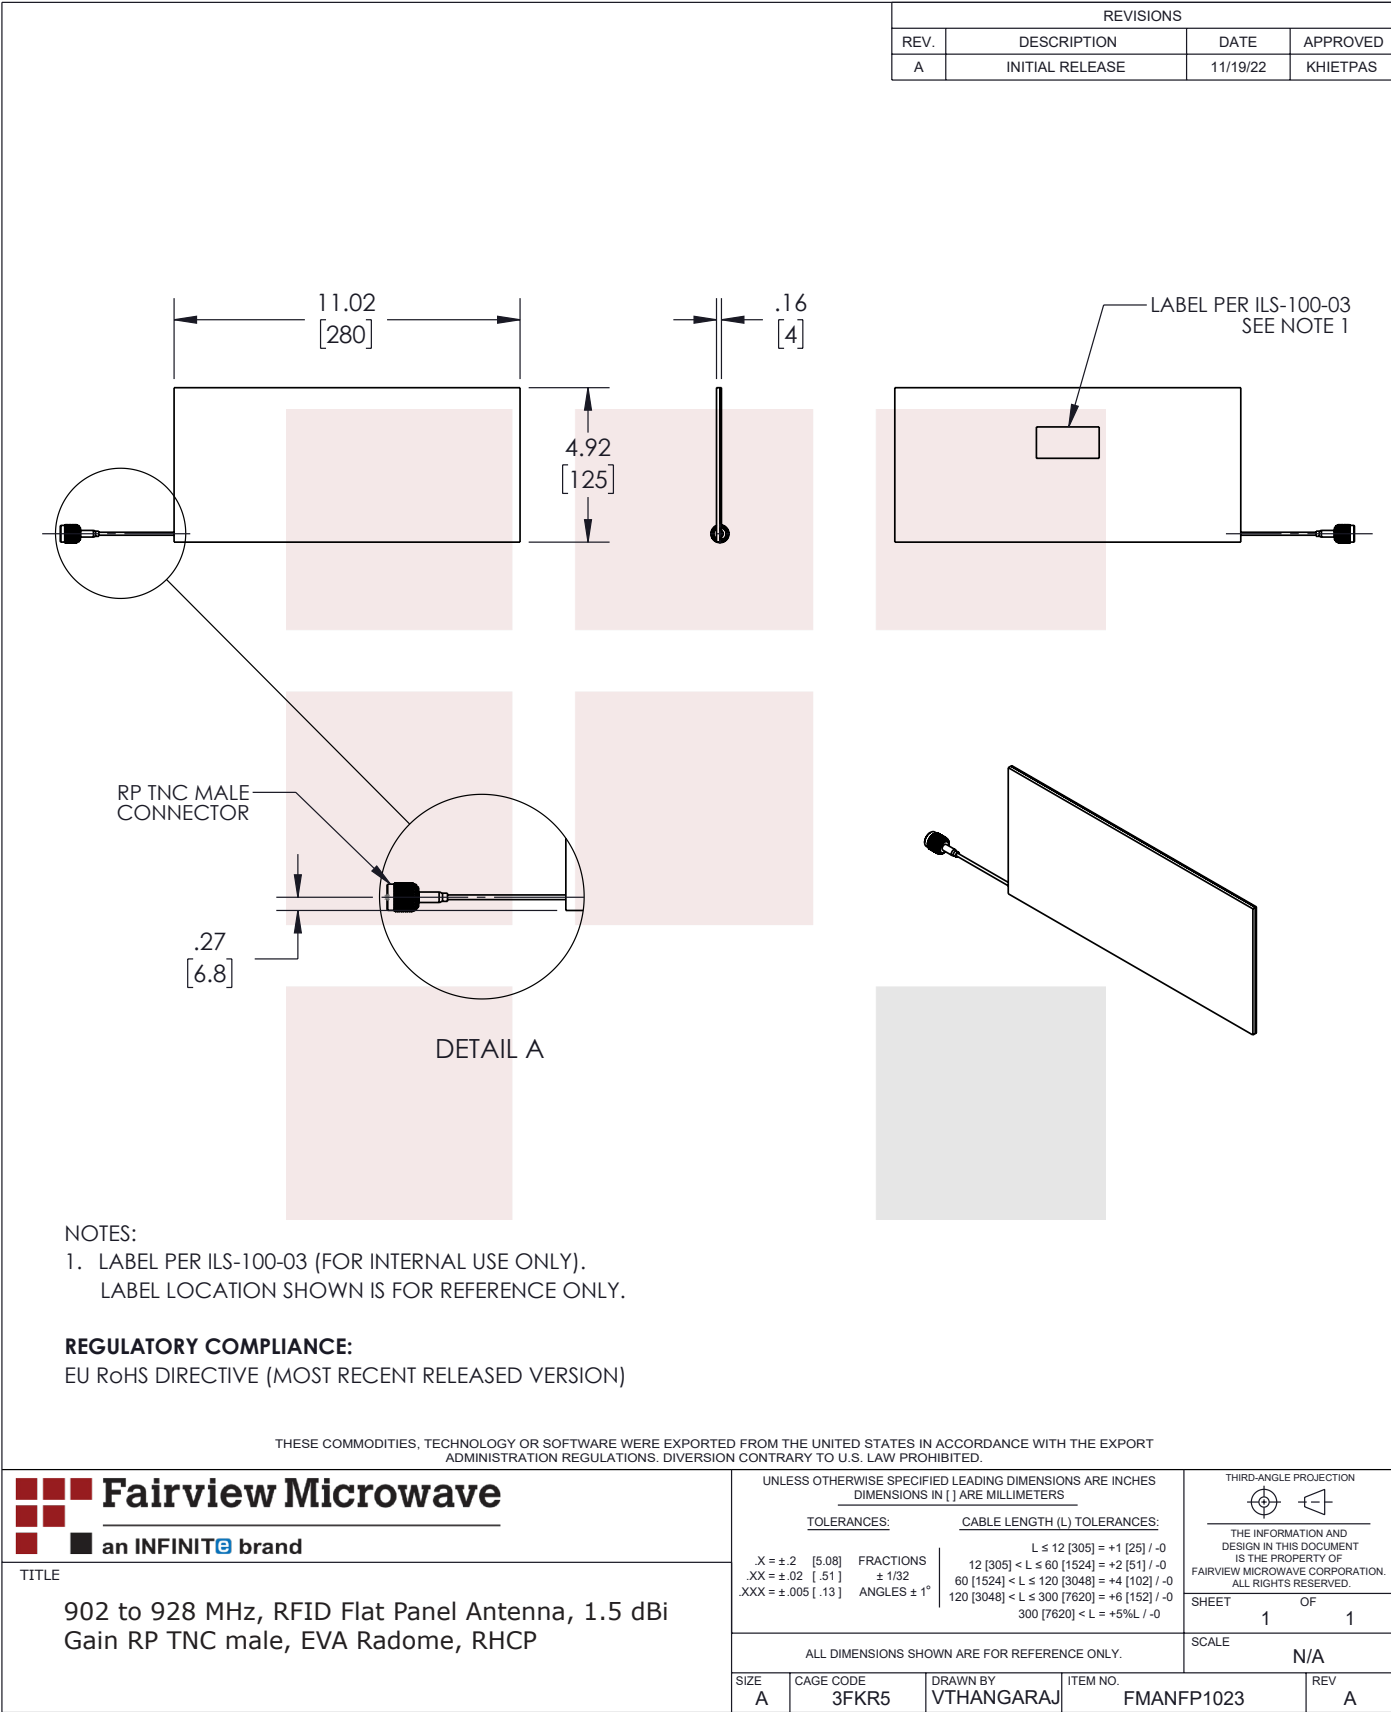 REVISIONS
REV. DESCRIPTION DATE APPROVED
A INITIAL RELEASE 11/19/22 KHIETPAS
11.02
[280]
.16
[4]
LABEL PER ILS-100-03
SEE NOTE 1
4.92
[125]
RP TNC MALE
CONNECTOR
.27
[6.8]
DETAIL A
NOTES:
1. LABEL PER ILS-100-03 (FOR INTERNAL USE ONLY).
LABEL LOCATION SHOWN IS FOR REFERENCE ONLY.
REGULATORY COMPLIANCE:
EU RoHS DIRECTIVE (MOST RECENT RELEASED VERSION)
THESE COMMODITIES, TECHNOLOGY OR SOFTWARE WERE EXPORTED FROM THE UNITED STATES IN ACCORDANCE WITH THE EXPORT
ADMINISTRATION REGULATIONS. DIVERSION CONTRARY TO U.S. LAW PROHIBITED.
Fairview Microwave
an INFINITe brand
TITLE
902 to 928 MHz, RFID Flat Panel Antenna, 1.5 dBi
Gain RP TNC male, EVA Radome, RHCP
UNLESS OTHERWISE SPECIFIED LEADING DIMENSIONS ARE INCHES
DIMENSIONS IN [ ] ARE MILLIMETERS
TOLERANCES:
.X = ±.2 [5.08] FRACTIONS
.XX = ±.02 [ .51 ] ± 1/32
.XXX = ±.005 [ .13 ] ANGLES ± 1°
CABLE LENGTH (L) TOLERANCES:
L ≤ 12 [305] = +1 [25] / -0
12 [305] < L ≤ 60 [1524] = +2 [51] / -0
60 [1524] < L ≤ 120 [3048] = +4 [102] / -0
120 [3048] < L ≤ 300 [7620] = +6 [152] / -0
300 [7620] < L = +5%L / -0
ALL DIMENSIONS SHOWN ARE FOR REFERENCE ONLY.
THIRD-ANGLE PROJECTION
THE INFORMATION AND
DESIGN IN THIS DOCUMENT
IS THE PROPERTY OF
FAIRVIEW MICROWAVE CORPORATION.
ALL RIGHTS RESERVED.
SHEET OF
1 1
SCALE
N/A
SIZE CAGE CODE DRAWN BY ITEM NO. REV
A 3FKR5 VTHANGARAJ FMANFP1023 A